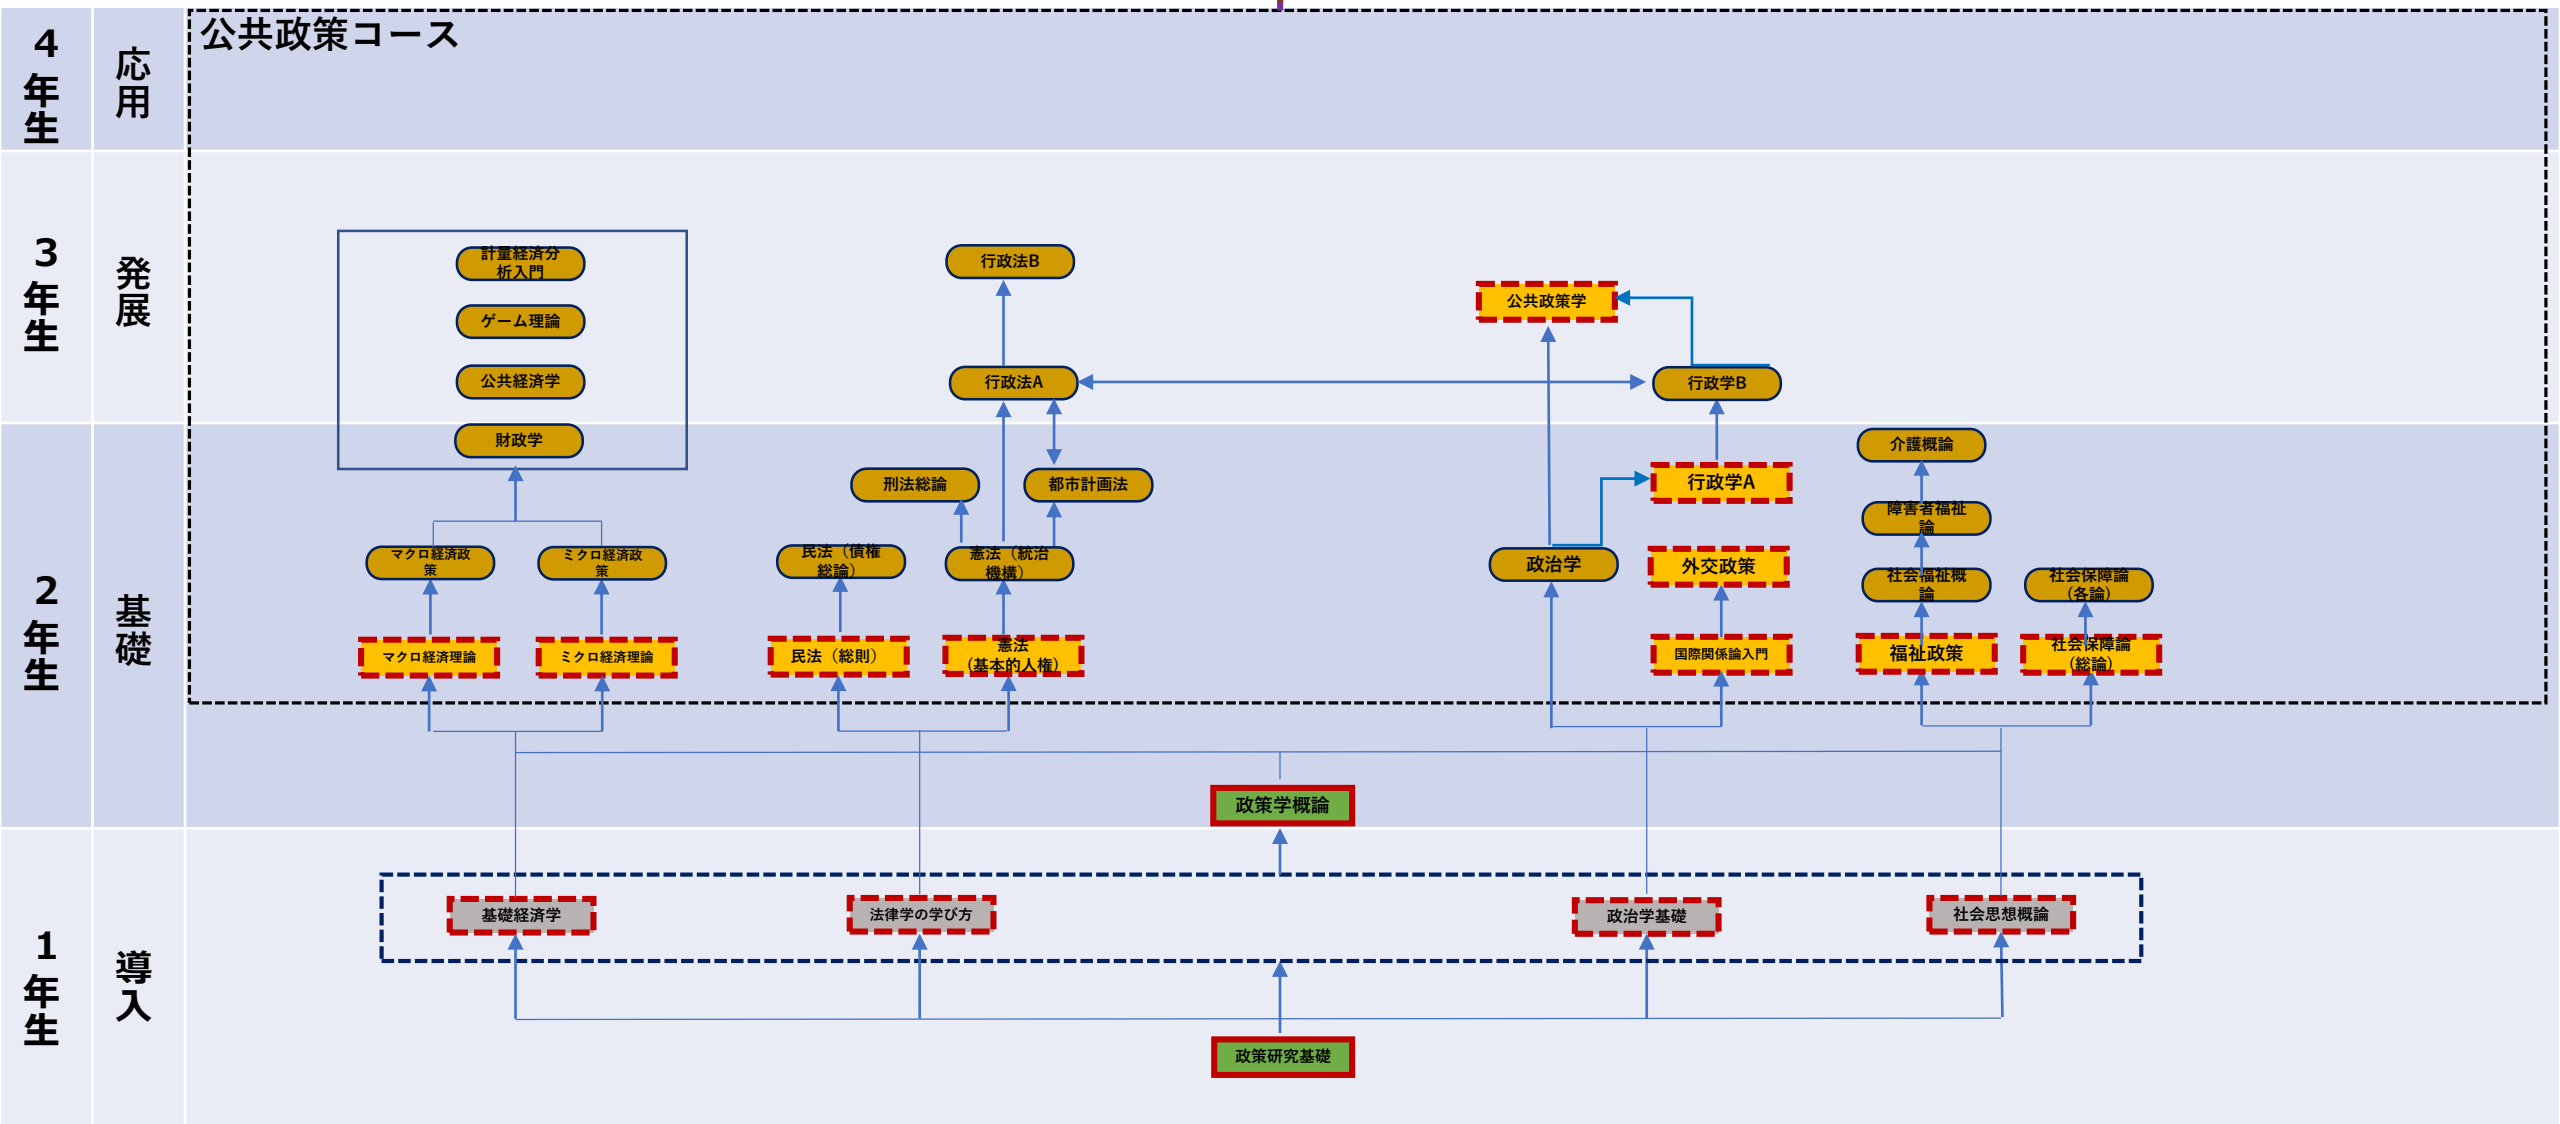 4
年
生
応
用
公共政策コース
3
年
生
発
展
計量経済分
析入門
ゲーム理論
公共経済学
財政学
行政法B
行政法A
公共政策学
行政学B
2
年
生
基
礎
刑法総論
都市計画法
行政学A
介護概論
障害者福祉
論
マクロ経済政
策
ミクロ経済政
策
民法（債権
総論）
憲法（統治
機構）
政治学
外交政策
社会福祉概
論
社会保障論
（各論）
マクロ経済理論
ミクロ経済理論
民法（総則）
憲法
（基本的人権）
国際関係論入門
福祉政策
社会保障論
（総論）
政策学概論
1
年
生
導
入
基礎経済学
法律学の学び方
政治学基礎
社会思想概論
政策研究基礎